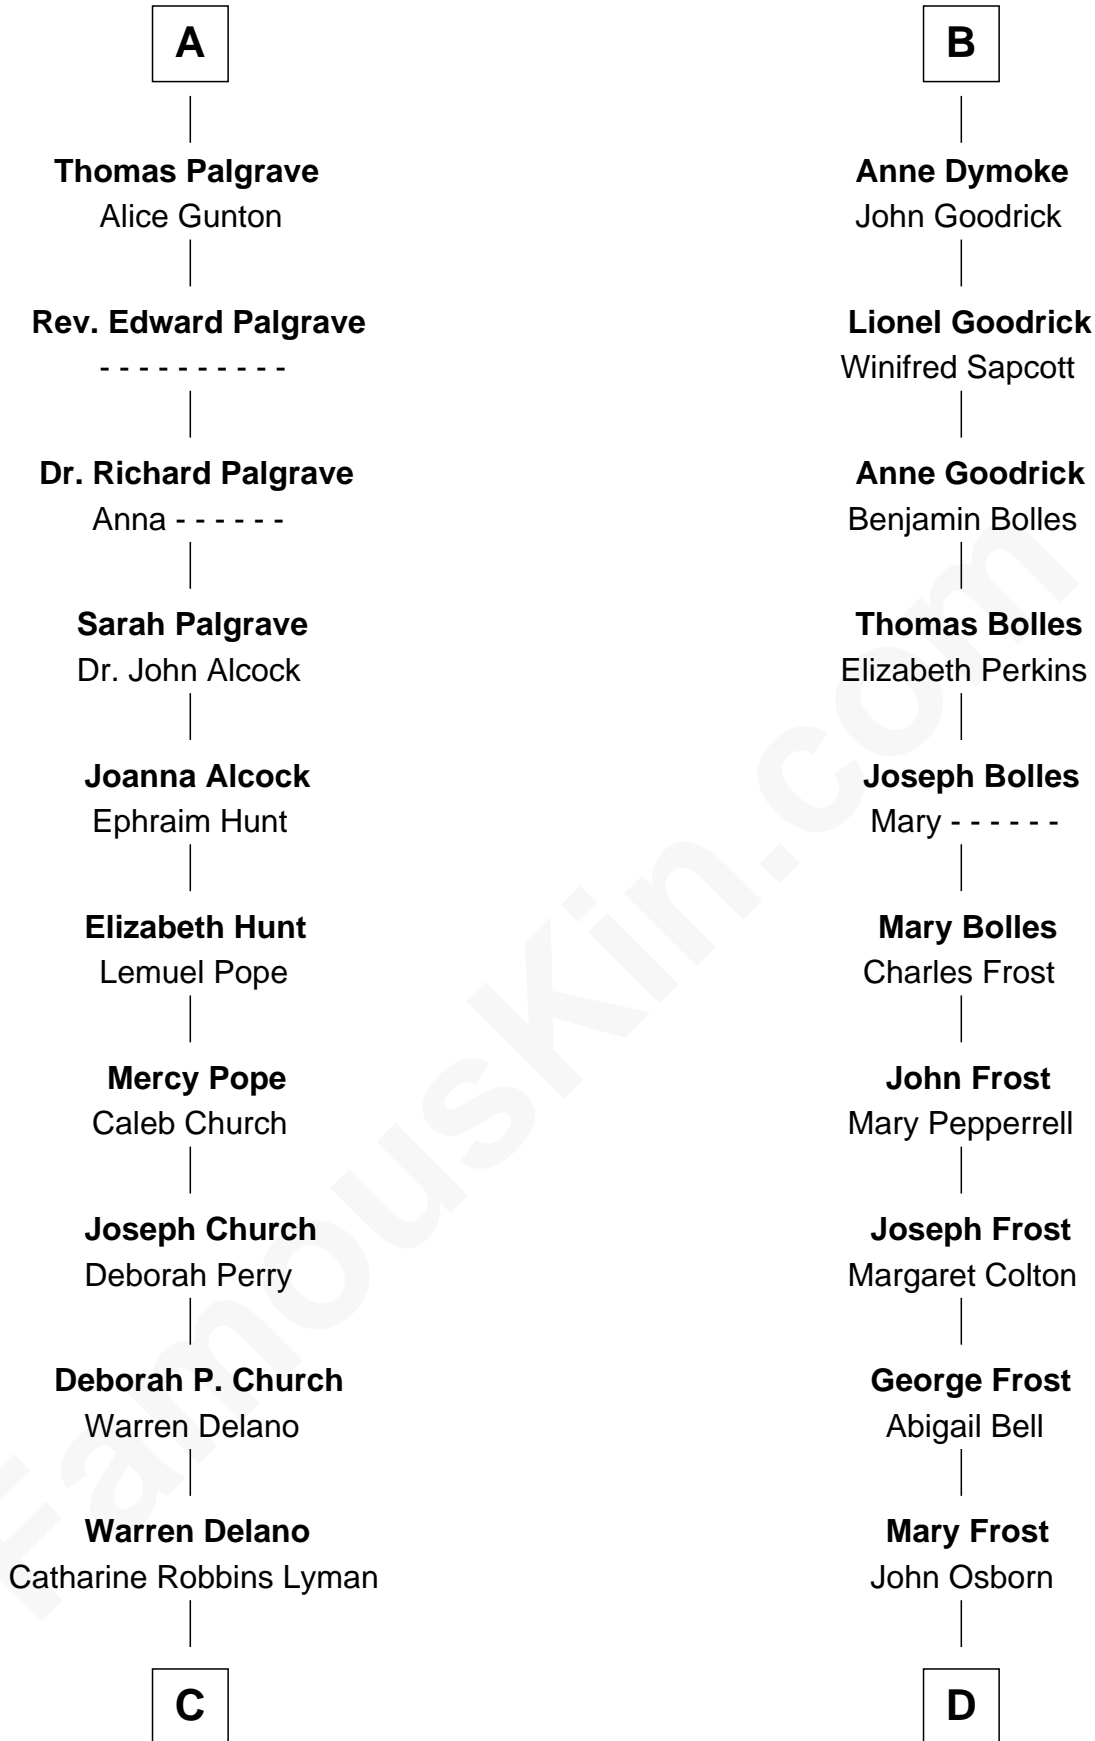 A
Thomas Palgrave
Alice Gunton
Rev. Edward Palgrave
- - - - - - - - - -
Dr. Richard Palgrave
Anna - - - - - -
Sarah Palgrave
Dr. John Alcock
Joanna Alcock
Ephraim Hunt
Elizabeth Hunt
Lemuel Pope
Mercy Pope
Caleb Church
Joseph Church
Deborah Perry
Deborah P. Church
Warren Delano
Warren Delano
Catharine Robbins Lyman
C
B
Anne Dymoke
John Goodrick
Lionel Goodrick
Winifred Sapcott
Anne Goodrick
Benjamin Bolles
Thomas Bolles
Elizabeth Perkins
Joseph Bolles
Mary - - - - - -
Mary Bolles
Charles Frost
John Frost
Mary Pepperrell
Joseph Frost
Margaret Colton
George Frost
Abigail Bell
Mary Frost
John Osborn
D
FamousKin.com